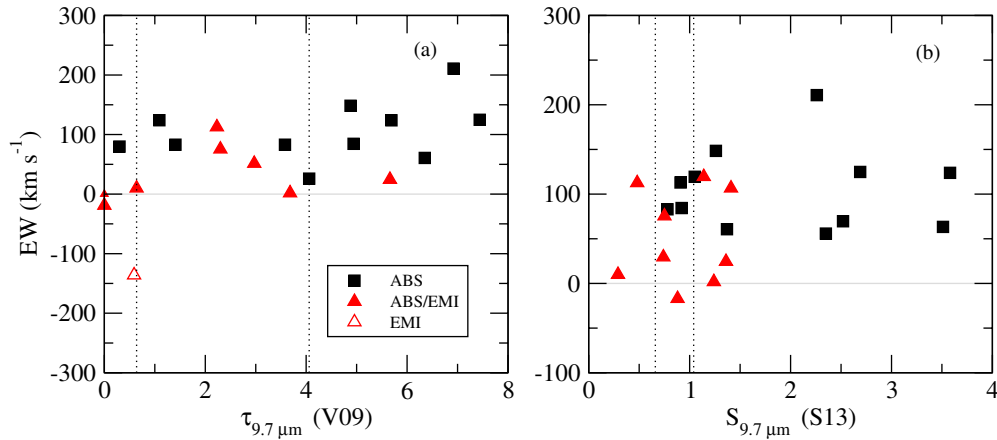 300
200
100
0
-100
-200
-300
EW (km s⁻¹)
(a)
ABS
ABS/EMI
EMI
0 2 4 6 8
τ9.7 μm (V09)
300
200
100
0
-100
(b)
0 1 2 3 4
S9.7 μm (S13)